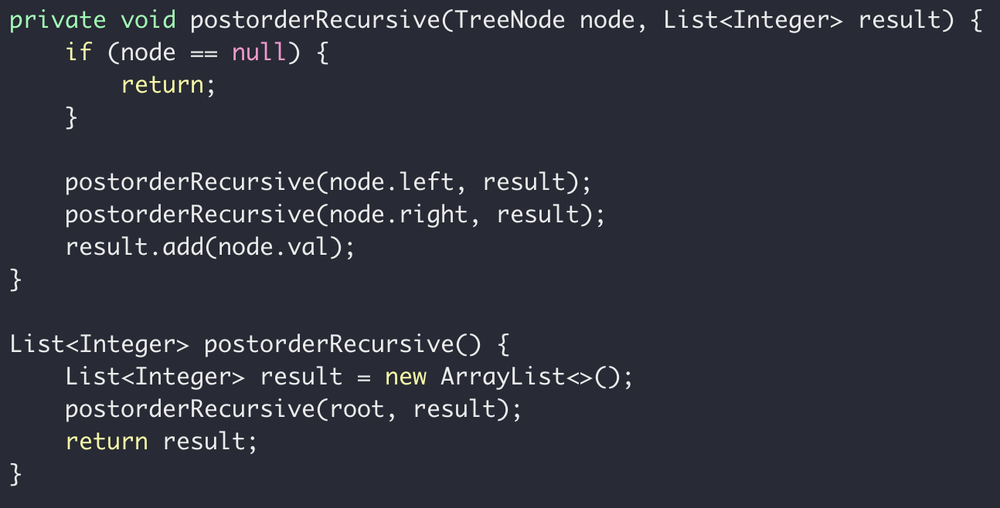 private void postorderRecursive(TreeNode node, List<Integer> result) {
    if (node == null) {
        return;
    }

    postorderRecursive(node.left, result);
    postorderRecursive(node.right, result);
    result.add(node.val);
}

List<Integer> postorderRecursive() {
    List<Integer> result = new ArrayList<>();
    postorderRecursive(root, result);
    return result;
}